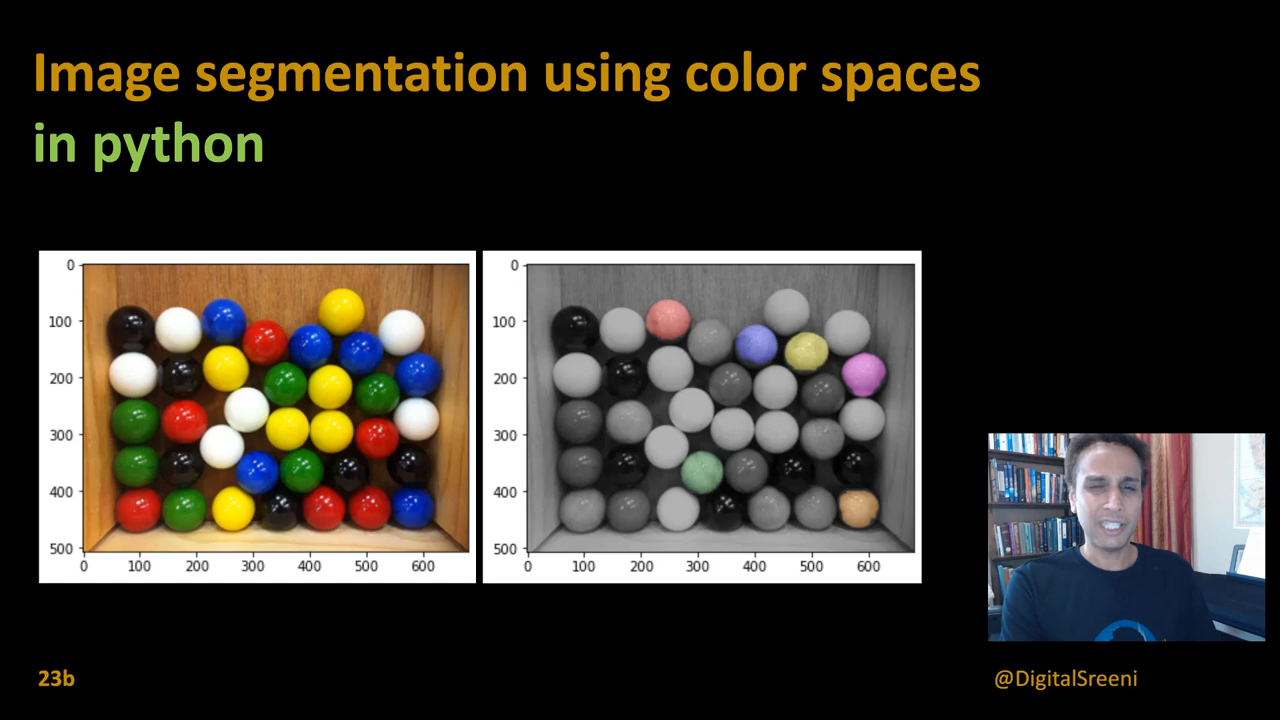 Image segmentation using color spaces
in python
0
100
200
300
400
500
0 100 200 300 400 500 600
0
100
200
300
400
500
0 100 200 300 400 500 600
23b
@DigitalSreeni